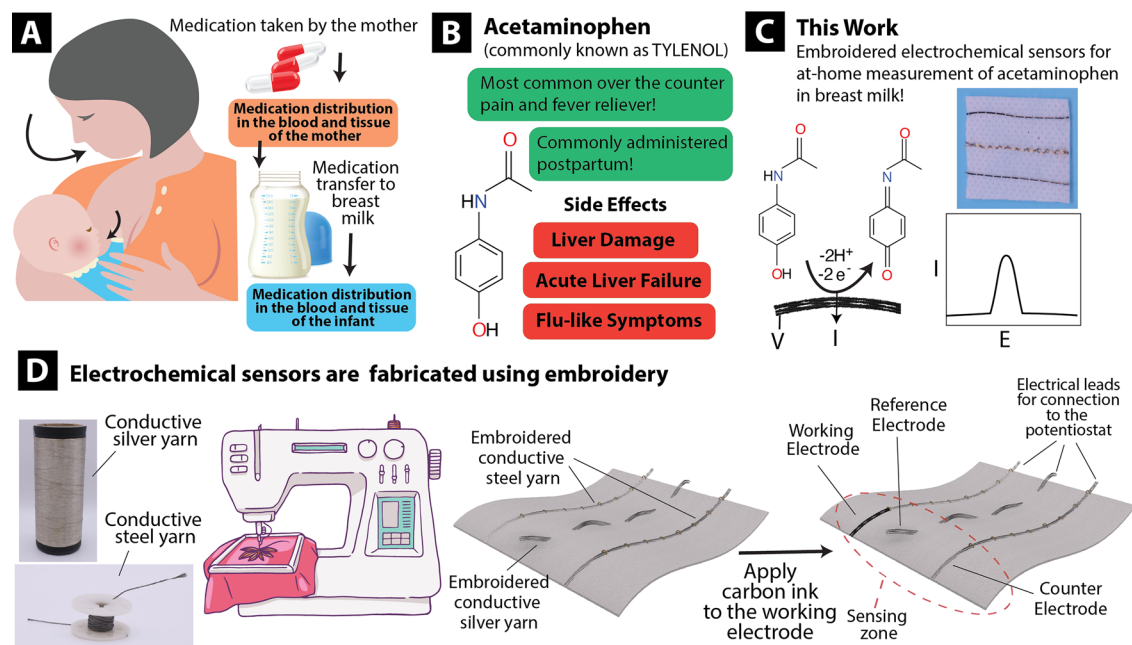 A
Medication taken by the mother
Medication distribution
in the blood and tissue
of the mother
Medication
transfer to
breast
milk
Medication distribution
in the blood and tissue
of the infant
B
Acetaminophen
(commonly known as TYLENOL)
Most common over the counter
pain and fever reliever!
Commonly administered
postpartum!
O
HN
OH
Side Effects
Liver Damage
Acute Liver Failure
Flu-like Symptoms
C
This Work
Embroidered electrochemical sensors for
at-home measurement of acetaminophen
in breast milk!
O
HN
OH
O
N
O
-2H+
-2 e-
V
I
I
E
D
Electrochemical sensors are fabricated using embroidery
Conductive
silver yarn
Conductive
steel yarn
Embroidered
conductive
steel yarn
Embroidered
conductive
silver yarn
Apply
carbon ink
to the working
electrode
Working
Electrode
Reference
Electrode
Electrical leads
for connection
to the
potentiostat
Sensing
zone
Counter
Electrode